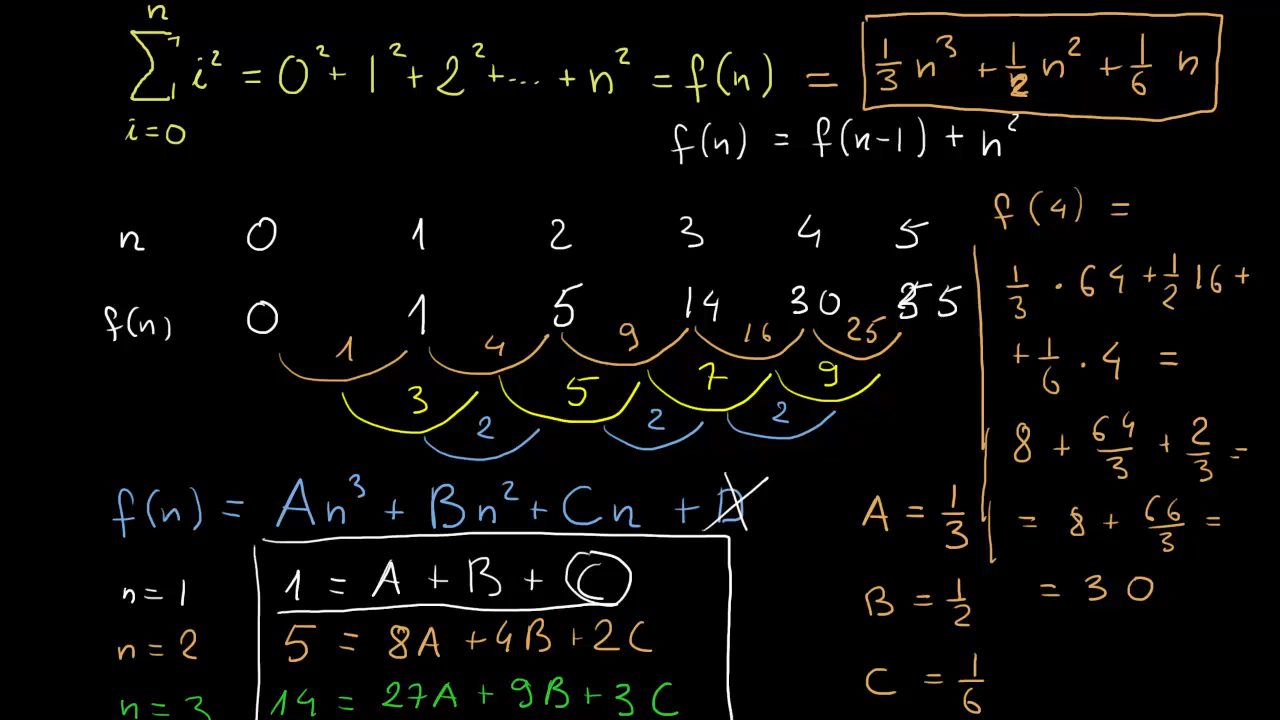 n
∑ i² = 0² + 1² + 2² + ... + n² = f(n) = 1/3 n³ + 1/2 n² + 1/6 n
i=0
f(n) = f(n-1) + n²
n 0 1 2 3 4 5
f(n) 0 1 5 14 30 55
1 4 9 16 25
3 5 7 9
2 2 2
f(n) = An³ + Bn² + Cn + D
n=1 1 = A + B + C
n=2 5 = 8A + 4B + 2C
n=3 14 = 27A + 9B + 3C
f(4) =
1/3 · 64 + 1/2 16 +
+ 1/6 · 4 =
8 + 64/3 + 2/3 =
= 8 + 66/3 =
= 30
A = 1/3
B = 1/2
C = 1/6